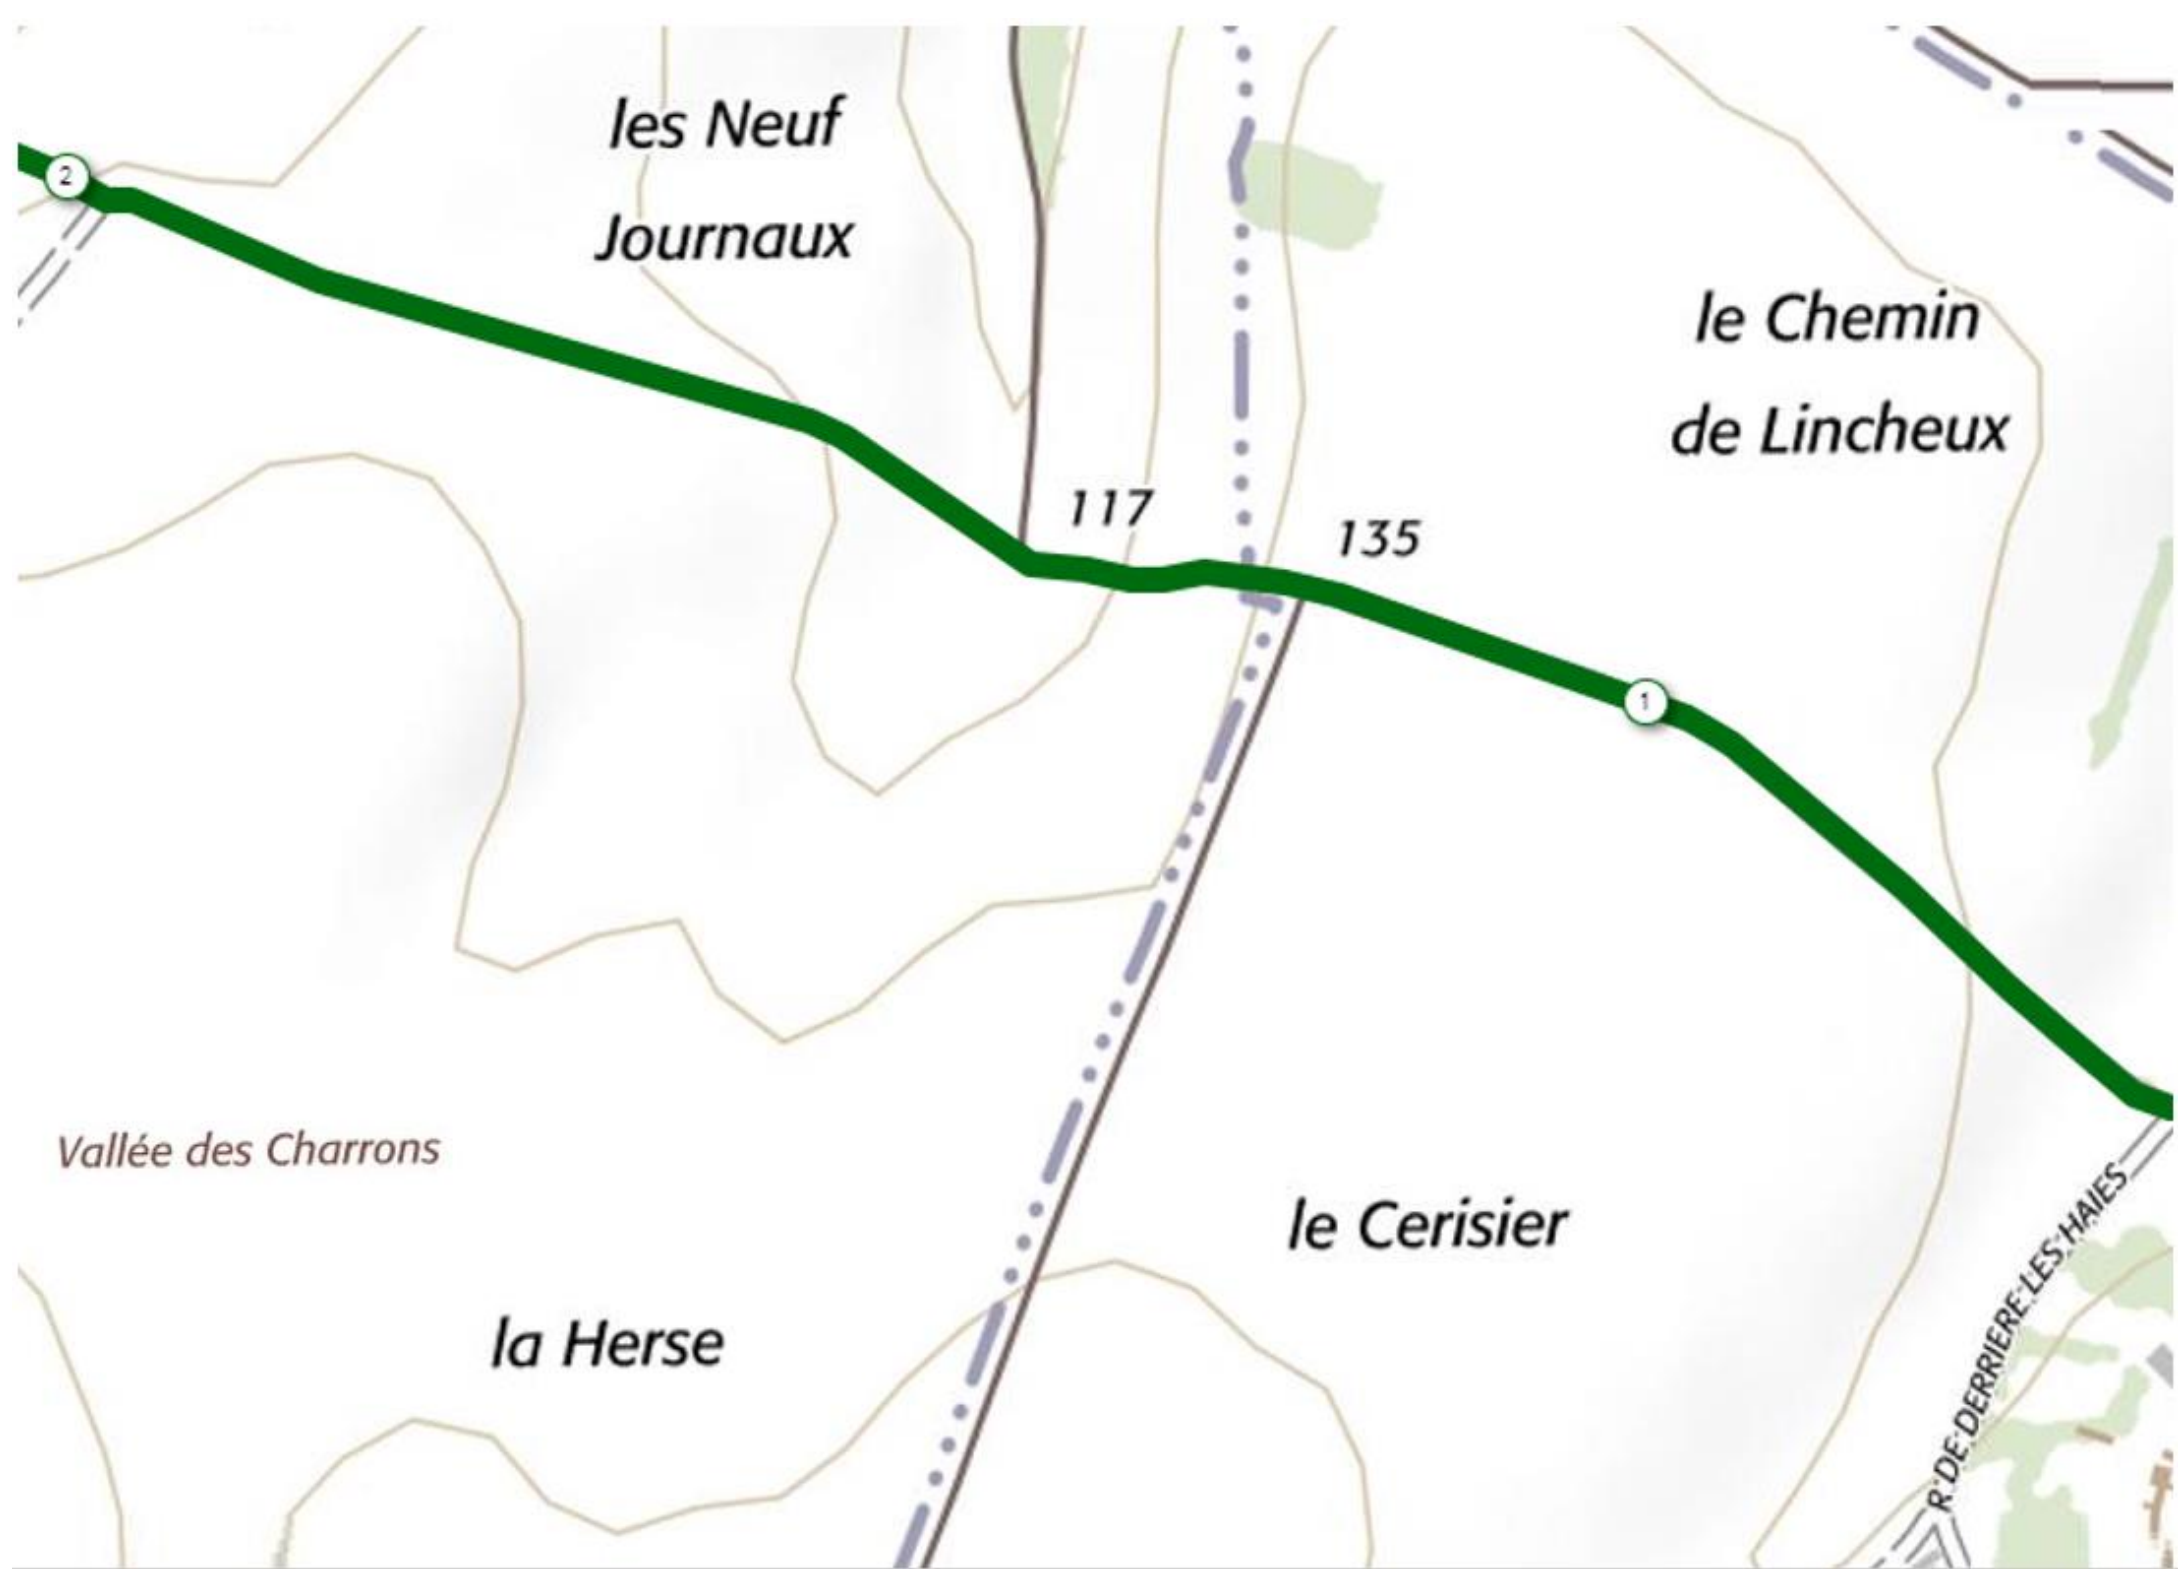 les Neuf
Journaux
2
le Chemin
de Lincheux
117
135
1
Vallée des Charrons
le Cerisier
la Herse
R DE DERRIERE LES HAIES